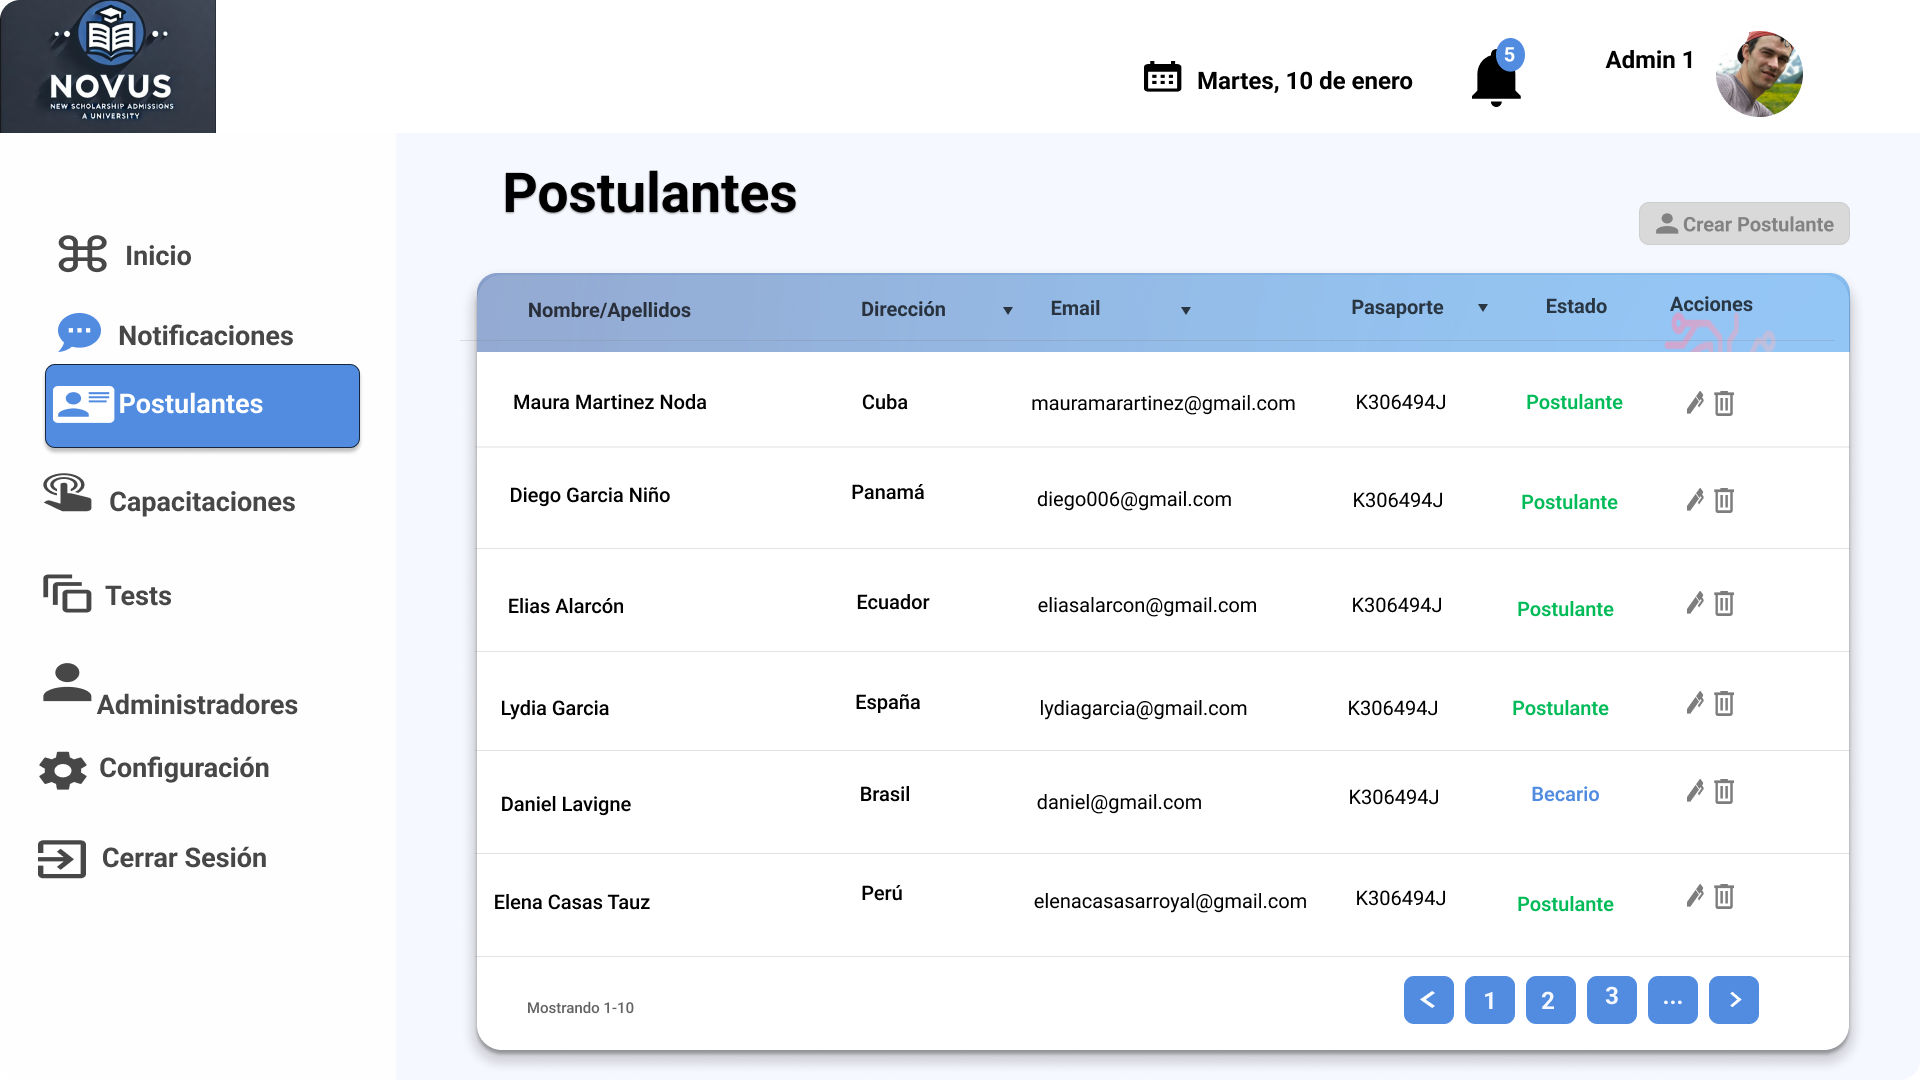 NOVUS
NEW SCHOLARSHIP ADMISSIONS
A UNIVERSITY
Martes, 10 de enero
5
Admin 1
Inicio
Notificaciones
Postulantes
Capacitaciones
Tests
Administradores
Configuración
Cerrar Sesión
Postulantes
Crear Postulante
Nombre/Apellidos Dirección Email Pasaporte Estado Acciones
Maura Martinez Noda Cuba mauramarartinez@gmail.com K306494J Postulante
Diego Garcia Niño Panamá diego006@gmail.com K306494J Postulante
Elias Alarcón Ecuador eliasalarcon@gmail.com K306494J Postulante
Lydia Garcia España lydiagarcia@gmail.com K306494J Postulante
Daniel Lavigne Brasil daniel@gmail.com K306494J Becario
Elena Casas Tauz Perú elenacasasarroyal@gmail.com K306494J Postulante
Mostrando 1-10
< 1 2 3 ... >